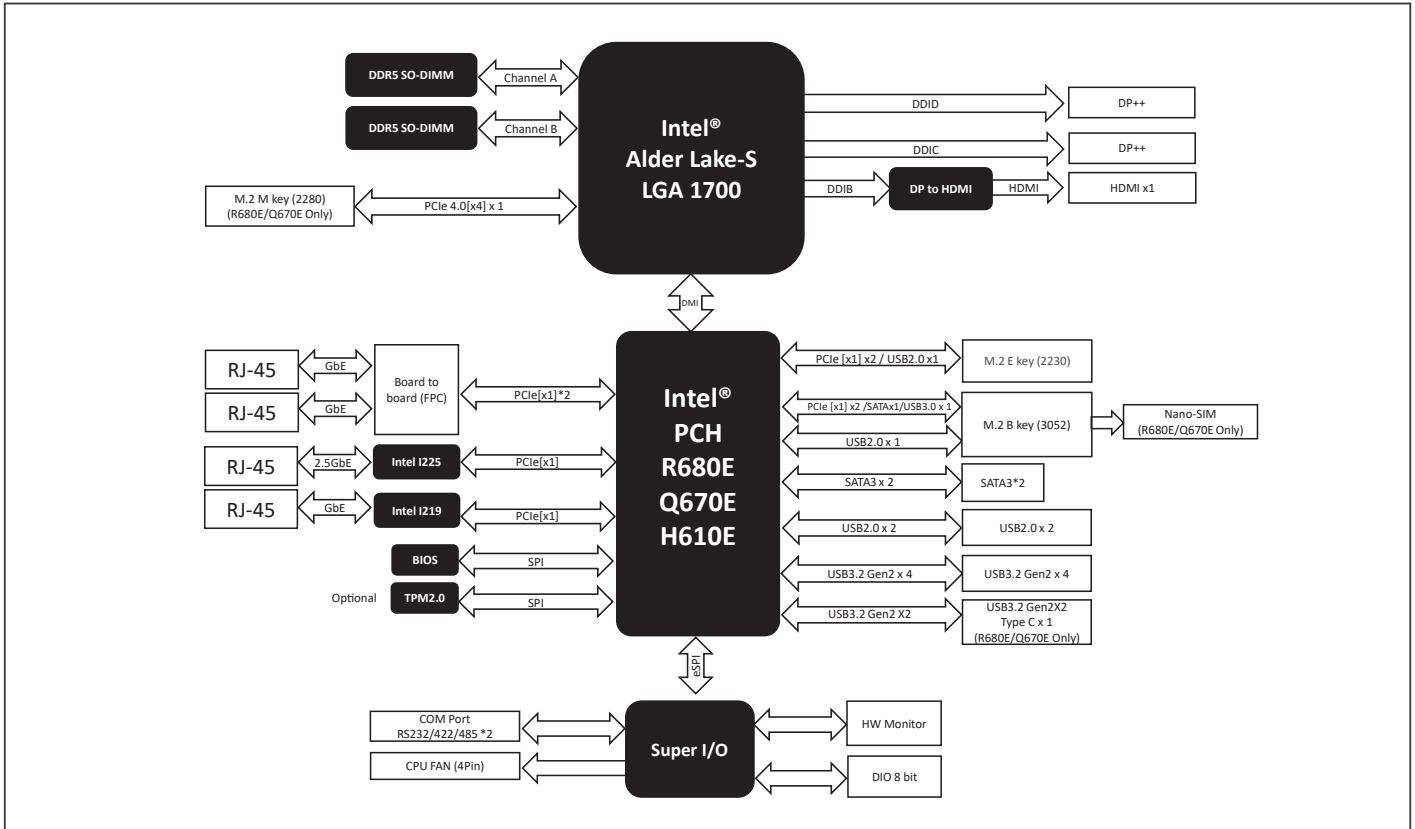 DDR5 SO-DIMM
Channel A
DDR5 SO-DIMM
Channel B
M.2 M key (2280)
(R680E/Q670E Only)
PCIe 4.0[x4] x 1
Intel®
Alder Lake-S
LGA 1700
DDID
DP++
DDIC
DP++
DDIB
DP to HDMI
HDMI
HDMI x1
DMI
RJ-45
GbE
RJ-45
GbE
Board to
board (FPC)
PCIe[x1]*2
RJ-45
2.5GbE
Intel I225
PCIe[x1]
RJ-45
GbE
Intel I219
PCIe[x1]
BIOS
SPI
Optional
TPM2.0
SPI
Intel®
PCH
R680E
Q670E
H610E
PCIe [x1] x2 / USB2.0 x1
M.2 E key (2230)
PCIe [x1] x2 /SATAx1/USB3.0 x 1
USB2.0 x 1
M.2 B key (3052)
Nano-SIM
(R680E/Q670E Only)
SATA3 x 2
SATA3*2
USB2.0 x 2
USB2.0 x 2
USB3.2 Gen2 x 4
USB3.2 Gen2 x 4
USB3.2 Gen2 X2
USB3.2 Gen2X2
Type C x 1
(R680E/Q670E Only)
eSPI
COM Port
RS232/422/485 *2
CPU FAN (4Pin)
Super I/O
HW Monitor
DIO 8 bit